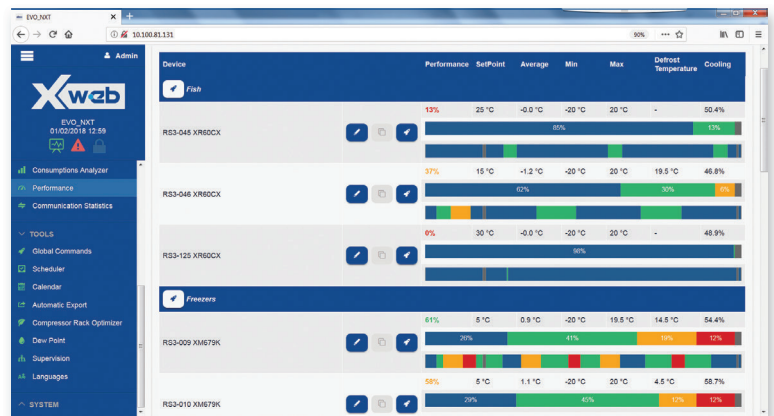 EVO_NXT
10.100.81.131
90%
Admin
Xweb
EVO_NXT
01/02/2018 12:59
Consumptions Analyzer
Performance
Communication Statistics
TOOLS
Global Commands
Scheduler
Calendar
Automatic Export
Compressor Rack Optimizer
Dew Point
Supervision
Languages
SYSTEM
Device Performance SetPoint Average Min Max Defrost Temperature Cooling
Fish
13% 25 °C -0.0 °C -20 °C 20 °C - 50.4%
RS3-045 XR60CX
85% 13%
37% 15 °C -1.2 °C -20 °C 20 °C 19.5 °C 46.8%
RS3-046 XR60CX
62% 30% 6%
0% 30 °C -0.0 °C -20 °C 20 °C - 48.9%
RS3-125 XR60CX
98%
Freezers
61% 5 °C 0.9 °C -20 °C 19.5 °C 14.5 °C 54.4%
RS3-009 XM679K
26% 41% 19% 12%
58% 5 °C 1.1 °C -20 °C 20 °C 4.5 °C 58.7%
RS3-010 XM679K
29% 45% 12% 12%